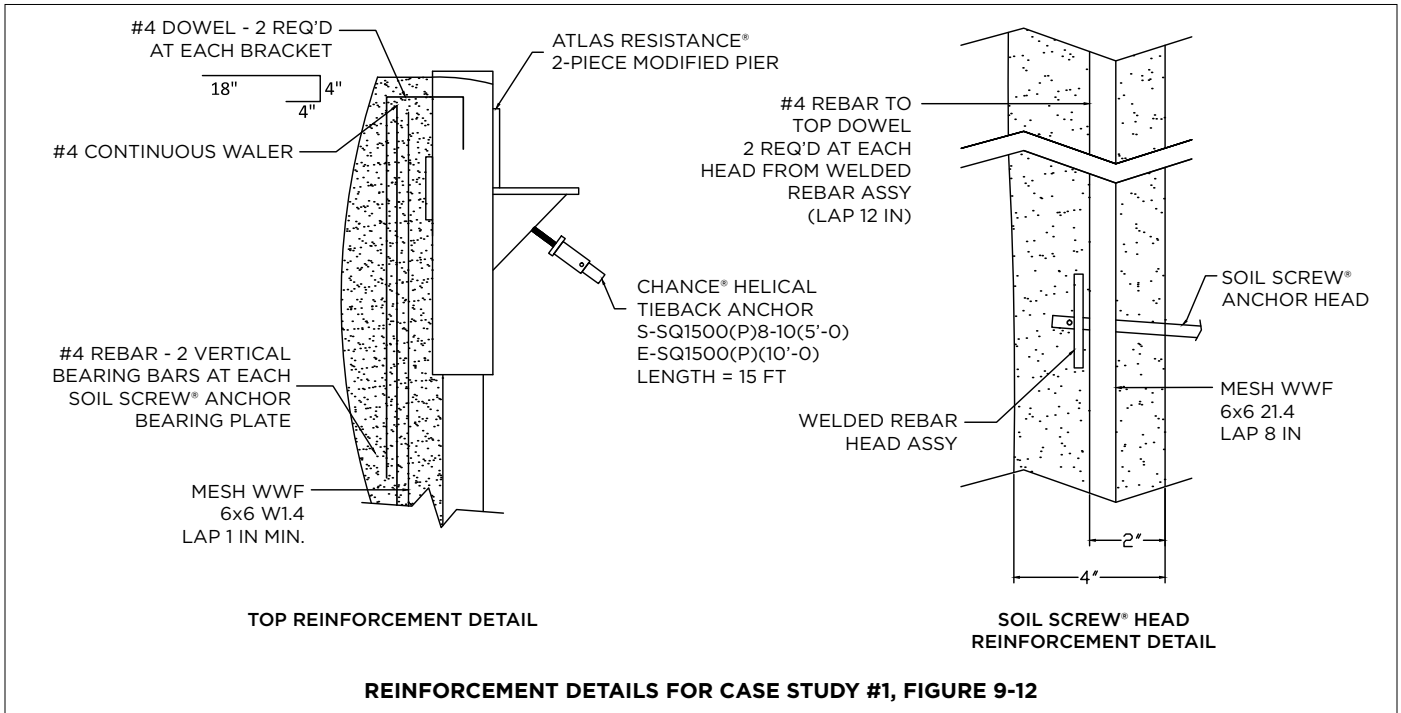 #4 DOWEL - 2 REQ'D
AT EACH BRACKET
18"
4"
4"
#4 CONTINUOUS WALER
#4 REBAR - 2 VERTICAL
BEARING BARS AT EACH
SOIL SCREW® ANCHOR
BEARING PLATE
MESH WWF
6x6 W1.4
LAP 1 IN MIN.
ATLAS RESISTANCE®
2-PIECE MODIFIED PIER
CHANCE® HELICAL
TIEBACK ANCHOR
S-SQ1500(P)8-10(5'-0)
E-SQ1500(P)(10'-0)
LENGTH = 15 FT
TOP REINFORCEMENT DETAIL
#4 REBAR TO
TOP DOWEL
2 REQ'D AT EACH
HEAD FROM WELDED
REBAR ASSY
(LAP 12 IN)
WELDED REBAR
HEAD ASSY
SOIL SCREW®
ANCHOR HEAD
MESH WWF
6x6 21.4
LAP 8 IN
2"
4"
SOIL SCREW® HEAD
REINFORCEMENT DETAIL
REINFORCEMENT DETAILS FOR CASE STUDY #1, FIGURE 9-12